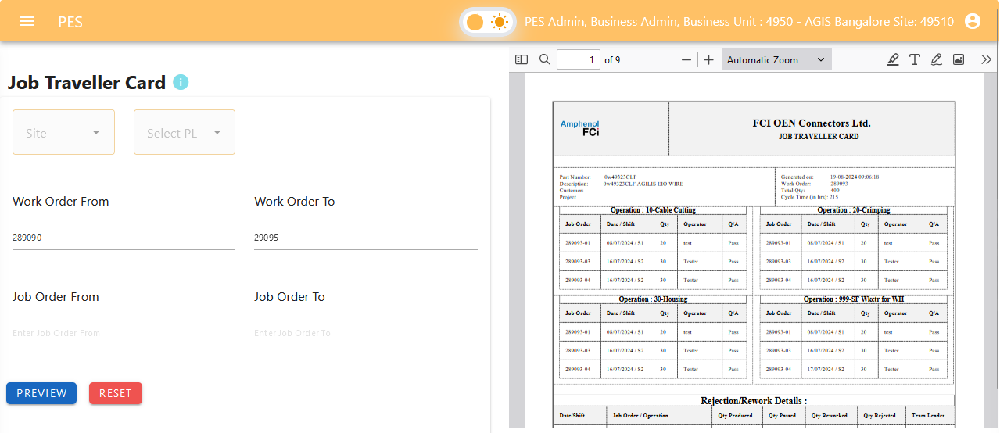 PES
PES Admin, Business Admin, Business Unit : 4950 - AGIS Bangalore Site: 49510
Job Traveller Card
Site
Select PL
Work Order From
Work Order To
289090
29095
Job Order From
Job Order To
Enter Job Order From
Enter Job Order To
PREVIEW
RESET
1 of 9
Automatic Zoom
Amphenol
FCi
FCI OEN Connectors Ltd.
JOB TRAVELLER CARD
Part Number: 0w49323CLF
Description: 0w49323CLF AGILIS EIO WIRE
Customer:
Project
Generated on: 19-08-2024 09:06:18
Work Order: 289093
Total Qty: 400
Cycle Time (in hrs): 215
Operation : 10-Cable Cutting
Job Order Date / Shift Qty Operator Q/A
289093-01 08/07/2024 / S1 20 test Pass
289093-03 16/07/2024 / S2 30 Tester Pass
289093-04 16/07/2024 / S2 30 Tester Pass
Operation : 20-Crimping
Job Order Date / Shift Qty Operator Q/A
289093-01 08/07/2024 / S1 20 test Pass
289093-03 16/07/2024 / S2 30 Tester Pass
289093-04 16/07/2024 / S2 30 Tester Pass
Operation : 30-Housing
Job Order Date / Shift Qty Operator Q/A
289093-01 08/07/2024 / S1 20 test Pass
289093-03 16/07/2024 / S2 30 Tester Pass
289093-04 16/07/2024 / S2 30 Tester Pass
Operation : 999-SF Wkctr for WH
Job Order Date / Shift Qty Operator Q/A
289093-01 08/07/2024 / S1 20 test Pass
289093-03 16/07/2024 / S2 30 Tester Pass
289093-04 17/07/2024 / S2 30 Tester Pass
Rejection/Rework Details :
Date/Shift Job Order / Operation Qty Produced Qty Passed Qty Reworked Qty Rejected Team Leader